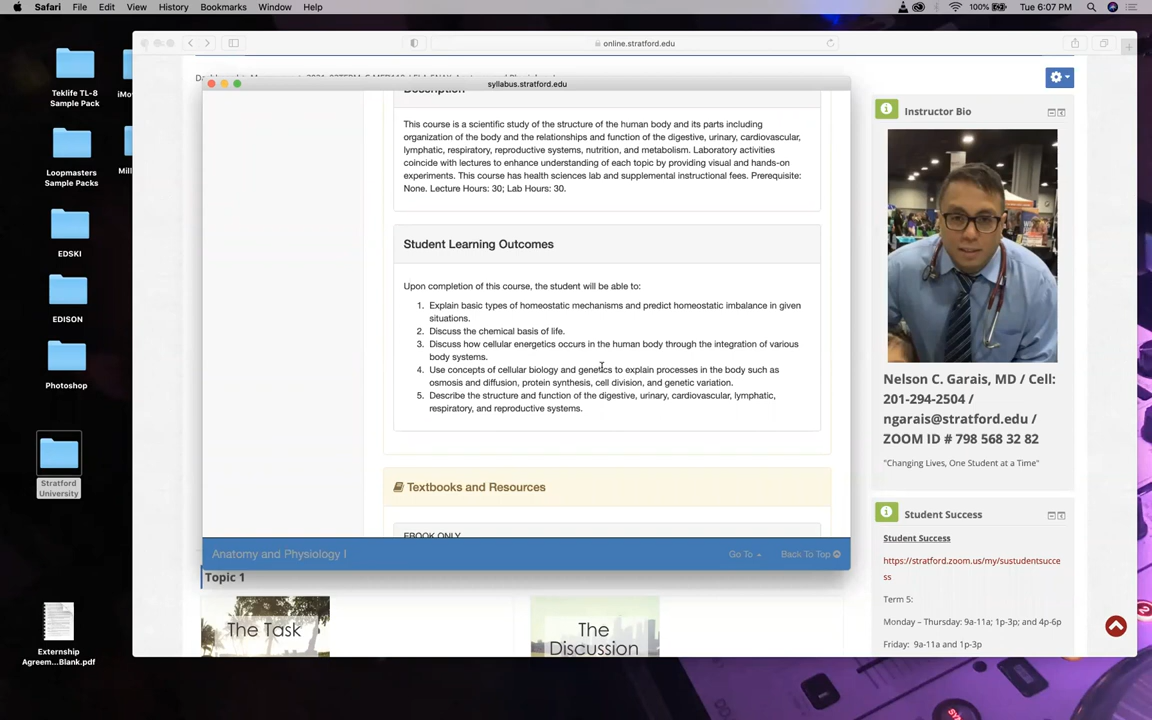 Safari File Edit View History Bookmarks Window Help
100% Tue 6:07 PM
Teklife TL-8
Sample Pack
iMov
Loopmasters
Sample Packs
Mill
EDSKI
EDISON
Photoshop
Stratford
University
Externship
Agreem...Blank.pdf
online.stratford.edu
syllabus.stratford.edu
Description
This course is a scientific study of the structure of the human body and its parts including
organization of the body and the relationships and function of the digestive, urinary, cardiovascular,
lymphatic, respiratory, reproductive systems, nutrition, and metabolism. Laboratory activities
coincide with lectures to enhance understanding of each topic by providing visual and hands-on
experiments. This course has health sciences lab and supplemental instructional fees. Prerequisite:
None. Lecture Hours: 30; Lab Hours: 30.
Student Learning Outcomes
Upon completion of this course, the student will be able to:
1. Explain basic types of homeostatic mechanisms and predict homeostatic imbalance in given
situations.
2. Discuss the chemical basis of life.
3. Discuss how cellular energetics occurs in the human body through the integration of various
body systems.
4. Use concepts of cellular biology and genetics to explain processes in the body such as
osmosis and diffusion, protein synthesis, cell division, and genetic variation.
5. Describe the structure and function of the digestive, urinary, cardiovascular, lymphatic,
respiratory, and reproductive systems.
Textbooks and Resources
EBOOK ONLY
Anatomy and Physiology I
Go To
Back To Top
Topic 1
The Task
The
Discussion
Instructor Bio
Nelson C. Garais, MD / Cell:
201-294-2504 /
ngarais@stratford.edu /
ZOOM ID # 798 568 32 82
"Changing Lives, One Student at a Time"
Student Success
Student Success
https://stratford.zoom.us/my/sustudentsucce
ss
Term 5:
Monday – Thursday: 9a-11a; 1p-3p; and 4p-6p
Friday: 9a-11a and 1p-3p